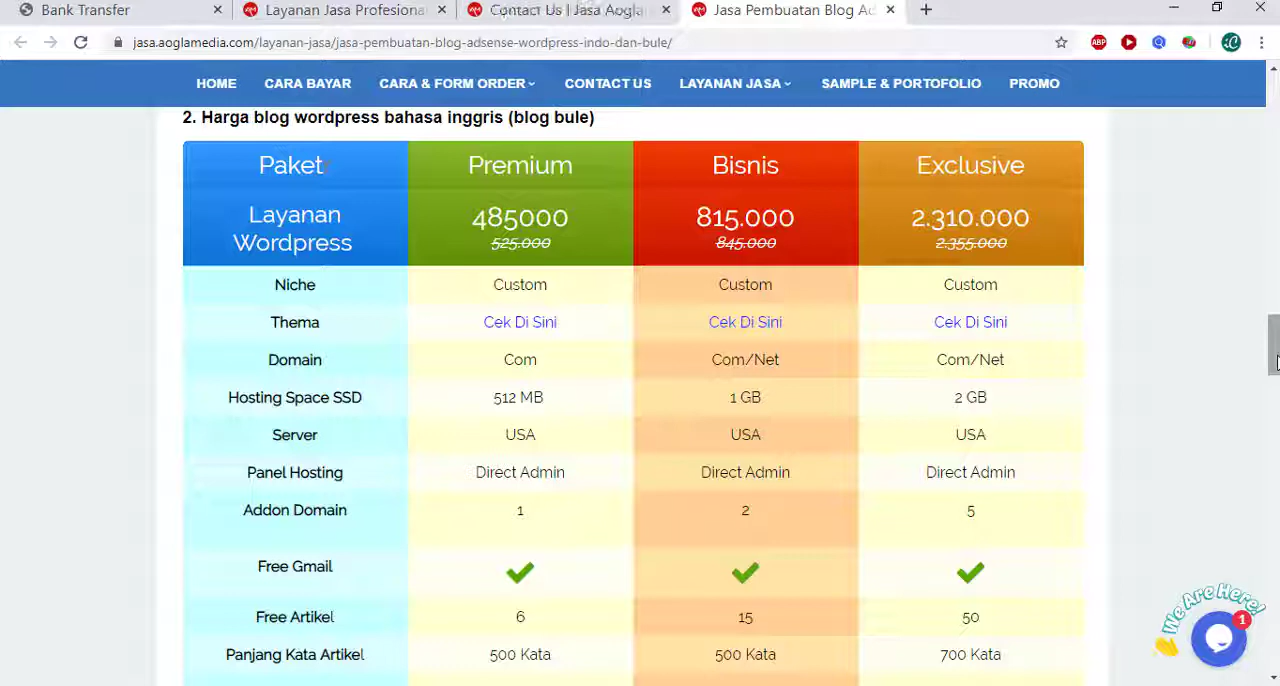 Bank Transfer
Layanan Jasa Profesional
Contact Us | Jasa Aogla
Jasa Pembuatan Blog Ad
jasa.aoglamedia.com/layanan-jasa/jasa-pembuatan-blog-adsense-wordpress-indo-dan-bule/
ABP
HOME CARA BAYAR CARA & FORM ORDER CONTACT US LAYANAN JASA SAMPLE & PORTOFOLIO PROMO
2. Harga blog wordpress bahasa inggris (blog bule)
Paket Premium Bisnis Exclusive
Layanan Wordpress 485000 815.000 2.310.000
525.000 845.000 2.355.000
Niche Custom Custom Custom
Thema Cek Di Sini Cek Di Sini Cek Di Sini
Domain Com Com/Net Com/Net
Hosting Space SSD 512 MB 1 GB 2 GB
Server USA USA USA
Panel Hosting Direct Admin Direct Admin Direct Admin
Addon Domain 1 2 5
Free Gmail
Free Artikel 6 15 50
Panjang Kata Artikel 500 Kata 500 Kata 700 Kata
We Are Here!
1